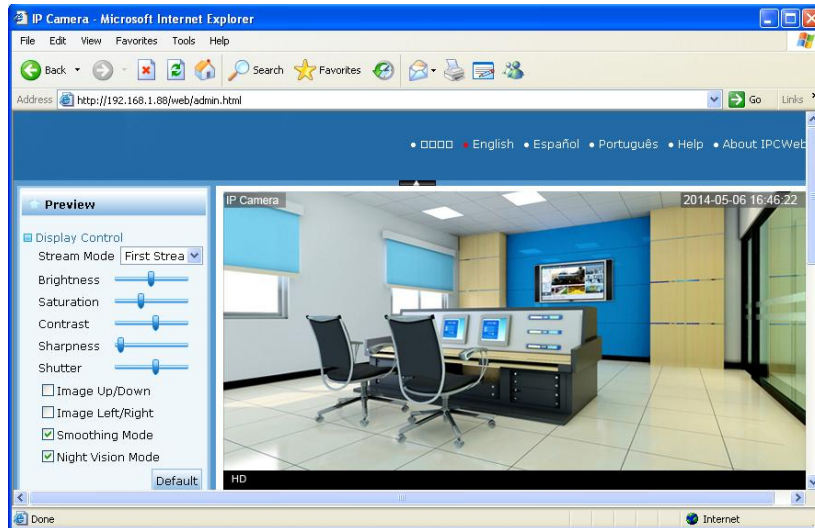 IP Camera - Microsoft Internet Explorer
File Edit View Favorites Tools Help
Back Search Favorites
Address http://192.168.1.88/web/admin.html Go Links
English Español Português Help About IPCWeb
Preview
IP Camera 2014-05-06 16:46:22
Display Control
Stream Mode First Strea
Brightness
Saturation
Contrast
Sharpness
Shutter
Image Up/Down
Image Left/Right
Smoothing Mode
Night Vision Mode
Default
HD
Done Internet